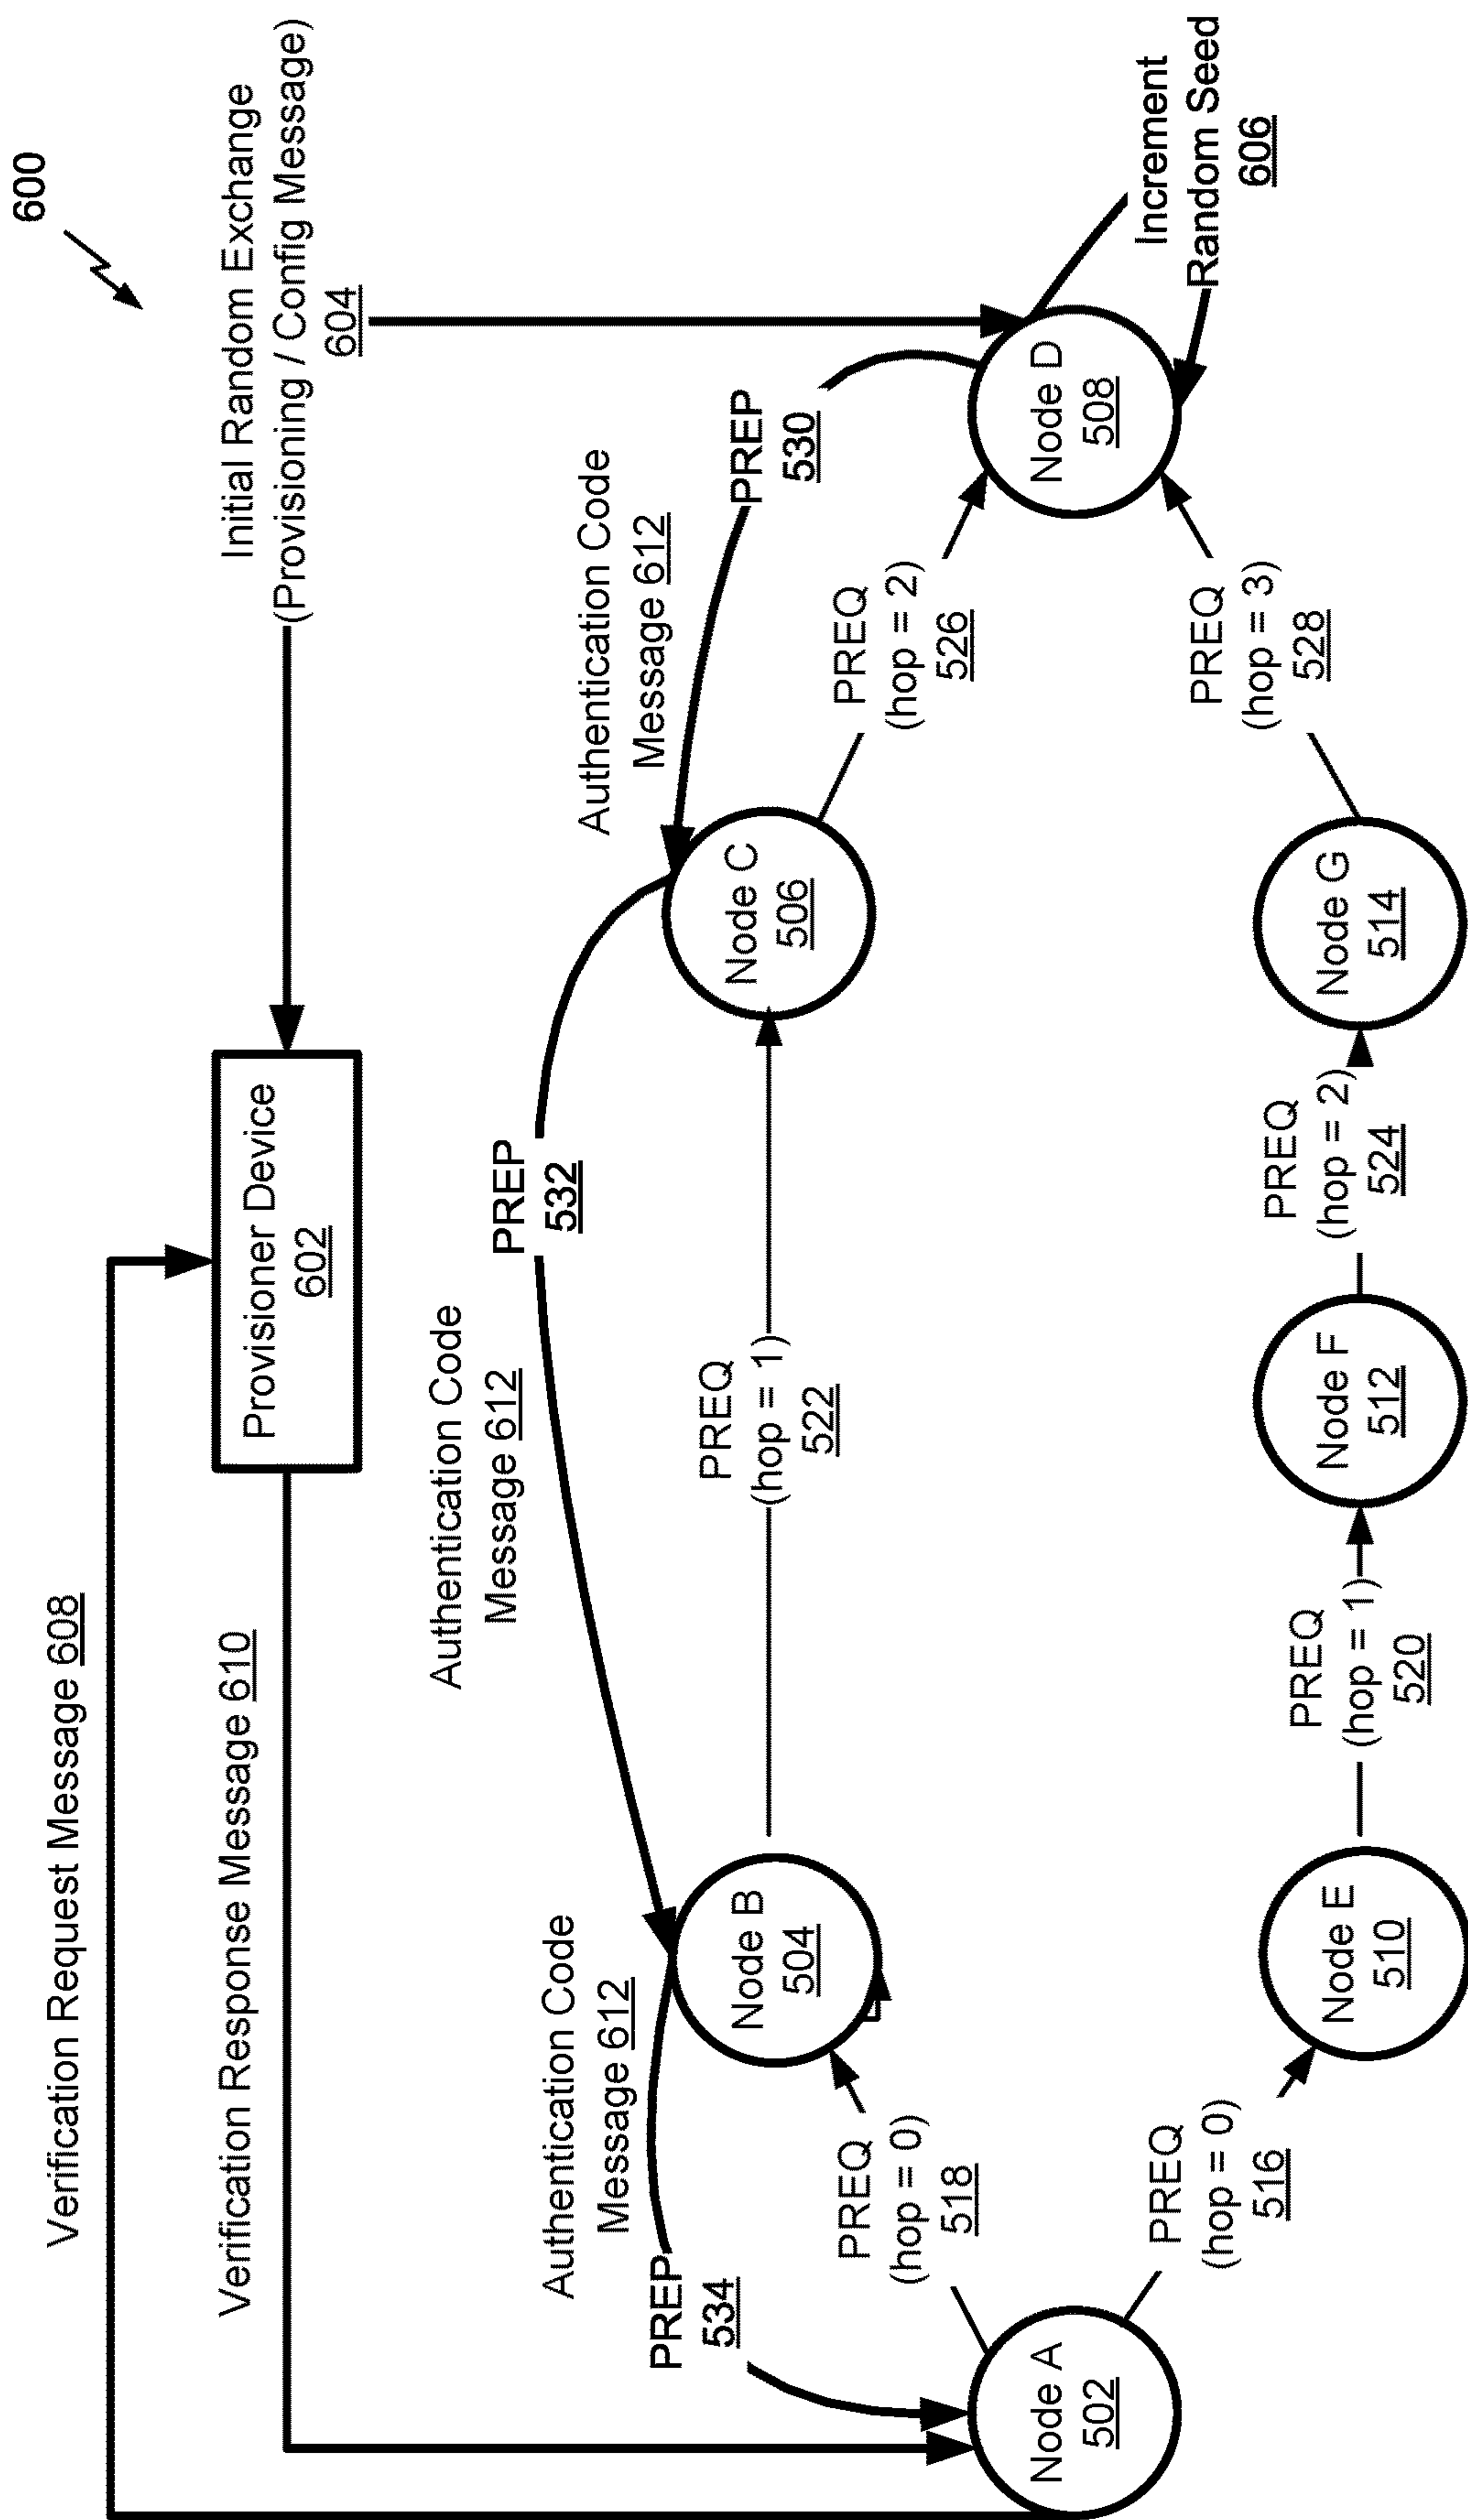 600
Verification Request Message 608
Verification Response Message 610
Provisioner Device
602
Initial Random Exchange
(Provisioning / Config Message)
604
Authentication Code
Message 612
PREP
534
Authentication Code
Message 612
PREP
532
Authentication Code
Message 612
PREP
530
Node A
502
PREQ
(hop = 0)
518
Node B
504
PREQ
(hop = 1)
522
Node C
506
PREQ
(hop = 2)
526
Node D
508
Increment
Random Seed
606
PREQ
(hop = 0)
516
Node E
510
PREQ
(hop = 1)
520
Node F
512
PREQ
(hop = 2)
524
Node G
514
PREQ
(hop = 3)
528